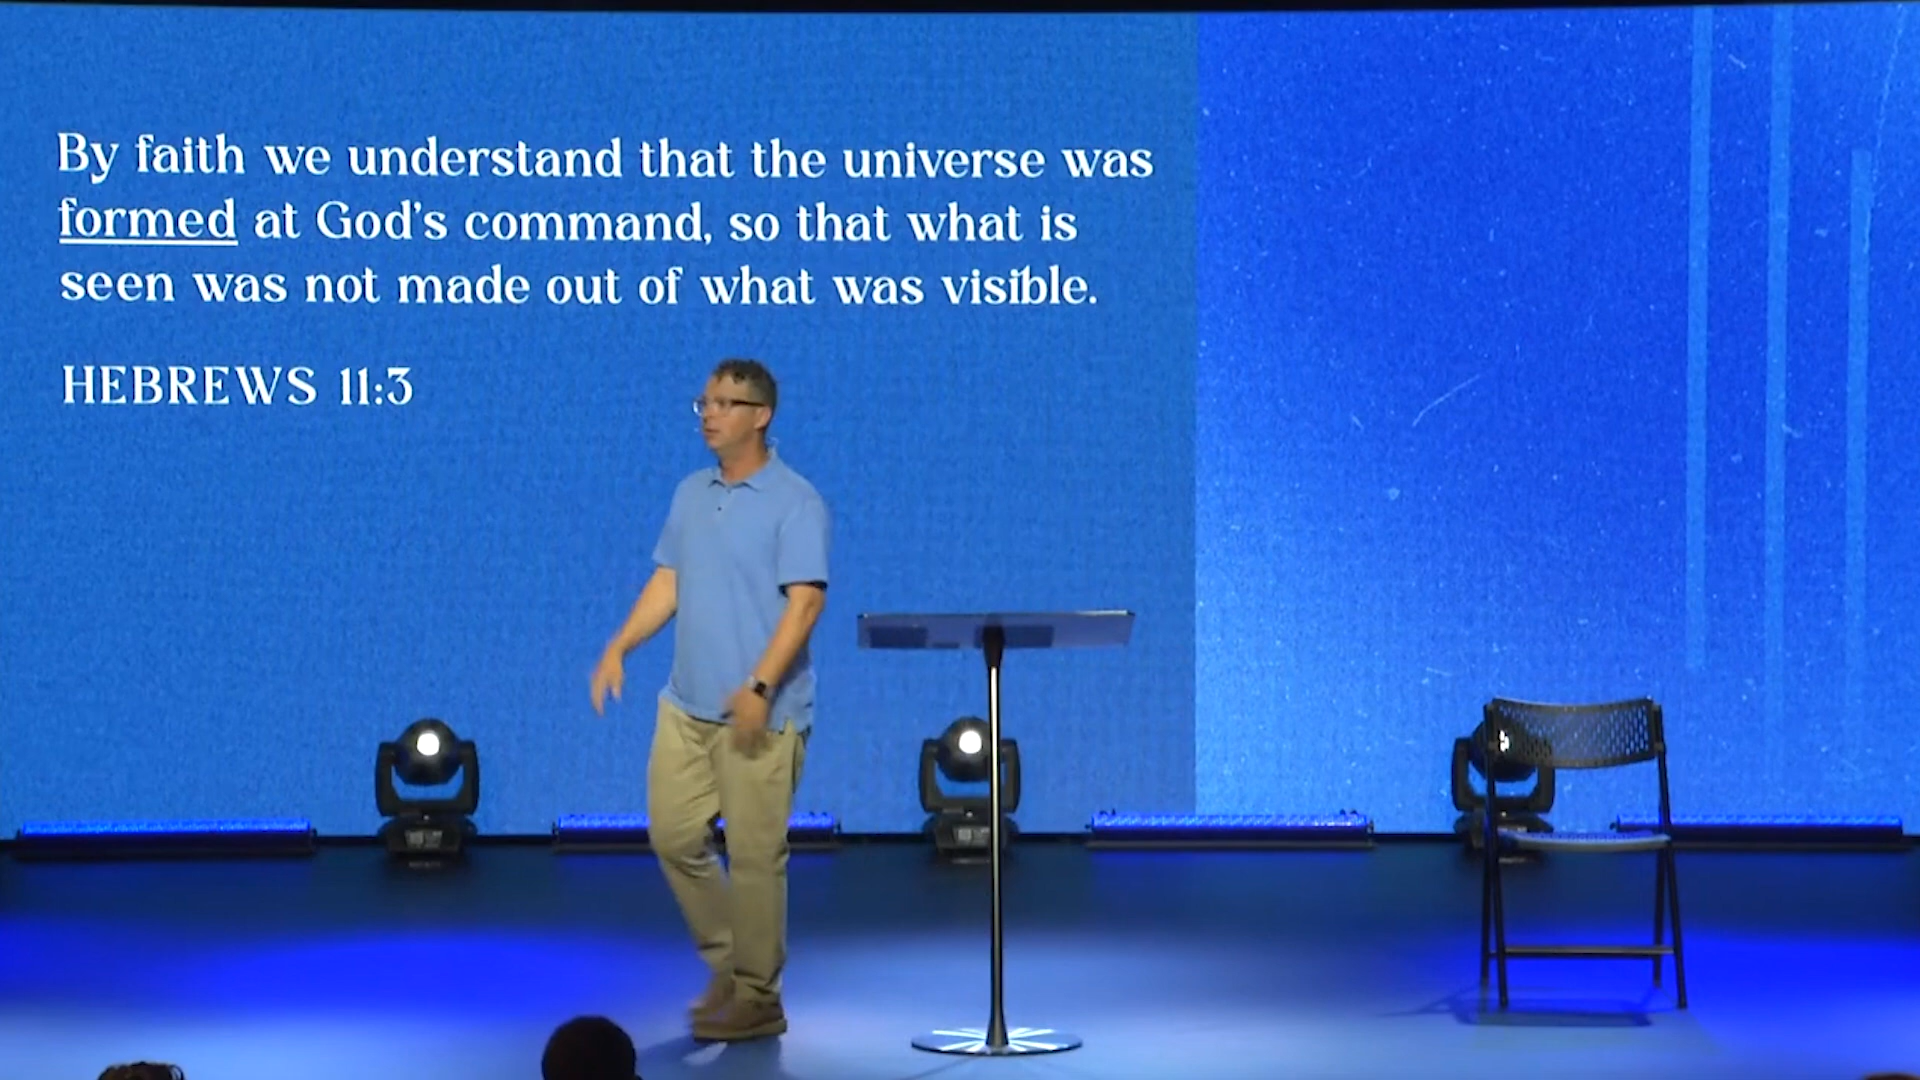 By faith we understand that the universe was
formed at God's command, so that what is
seen was not made out of what was visible.
HEBREWS 11:3